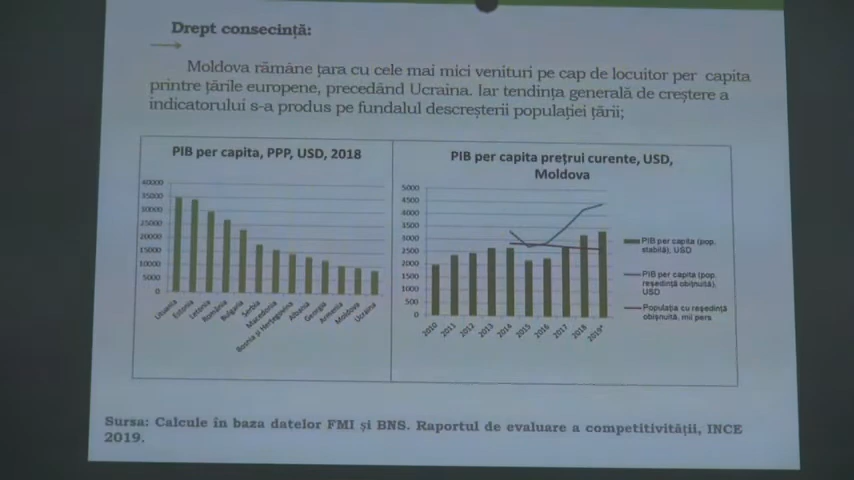 Drept consecință:
Moldova rămâne țara cu cele mai mici venituri pe cap de locuitor per capita
printre țările europene, precedând Ucraina. Iar tendința generală de creștere a
indicatorului s-a produs pe fundalul descreșterii populației țării;
PIB per capita, PPP, USD, 2018
40000
35000
30000
25000
20000
15000
10000
5000
0
Lituania
Estonia
Letonia
România
Bulgaria
Serbia
Macedonia
Bosnia și Herțegovina
Albania
Georgia
Armenia
Moldova
Ucraina
PIB per capita prețrui curente, USD,
Moldova
5000
4500
4000
3500
3000
2500
2000
1500
1000
500
0
2010
2011
2012
2013
2014
2015
2016
2017
2018
2019*
PIB per capita (pop.
stabilă), USD
PIB per capita (pop.
reședință obișnuită),
USD
Populația cu reședință
obișnuită, mii pers
Sursa: Calcule în baza datelor FMI și BNS. Raportul de evaluare a competitivității, INCE
2019.